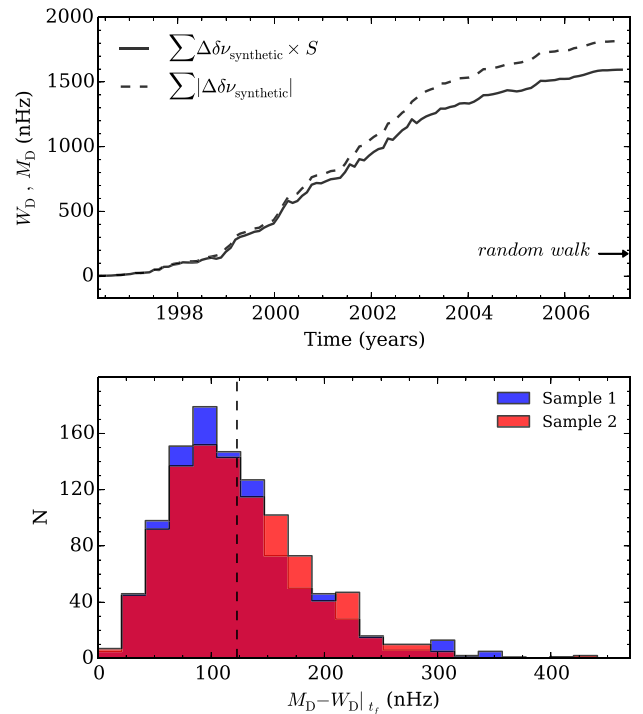 2000
∑Δδν_synthetic × S
∑|Δδν_synthetic|
1500
1000
500
0
W_D , M_D (nHz)
random walk
1998 2000 2002 2004 2006
Time (years)
Sample 1
Sample 2
160
120
80
40
0
N
0 100 200 300 400
M_D−W_D|_{t_f} (nHz)